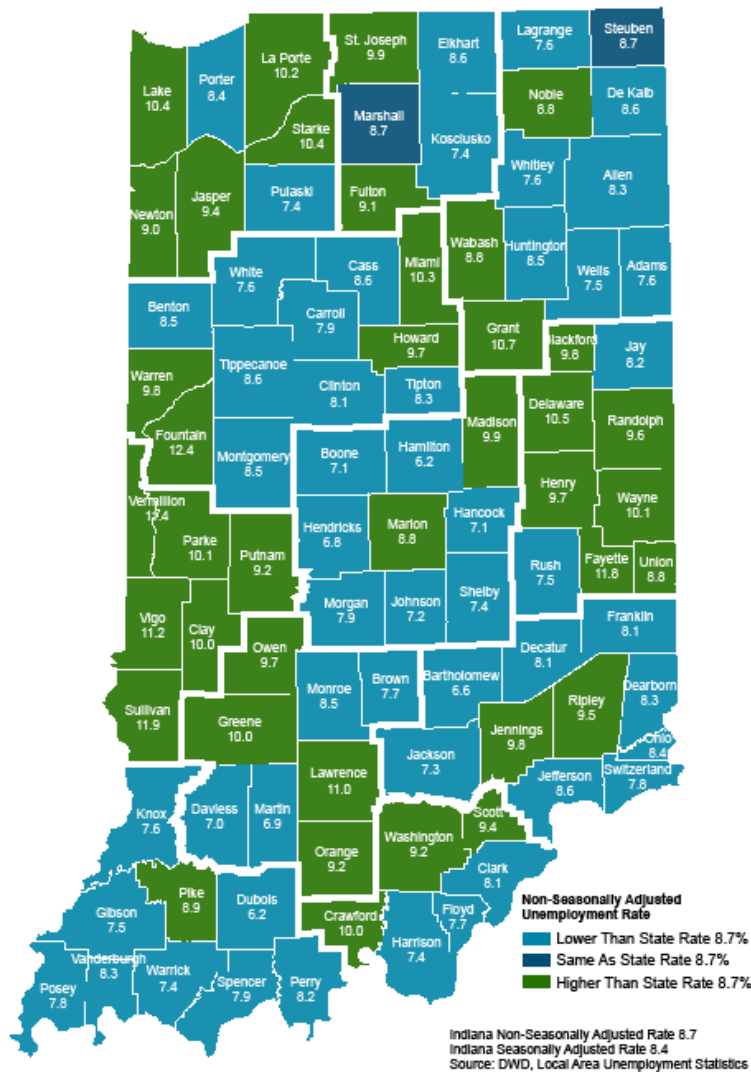 St. Joseph
9.9
La Porte
10.2
Elkhart
8.6
Lagrange
7.6
Steuben
8.7
Lake
10.4
Porter
8.4
Noble
8.8
De Kalb
8.6
Marshall
8.7
Starke
10.4
Kosciusko
7.4
Whitley
7.6
Allen
8.3
Newton
9.0
Jasper
9.4
Pulaski
7.4
Fulton
9.1
Miami
10.3
Wabash
8.8
Huntington
8.5
Wells
7.5
Adams
7.6
White
7.6
Cass
8.6
Benton
8.5
Carroll
7.9
Howard
9.7
Grant
10.7
lackford
9.8
Jay
8.2
Warren
9.8
Tippecanoe
8.6
Clinton
8.1
Tipton
8.3
Madison
9.9
Delaware
10.5
Randolph
9.6
Fountain
12.4
Montgomery
8.5
Boone
7.1
Hamilton
6.2
Henry
9.7
Wayne
10.1
Vermillion
Parke
10.1
Putnam
9.2
Hendricks
6.8
Marion
8.8
Hancock
7.1
Rush
7.5
Fayette
11.8
Union
8.8
Vigo
11.2
Clay
10.0
Morgan
7.9
Johnson
7.2
Shelby
7.4
Franklin
8.1
Owen
9.7
Decatur
8.1
Monroe
8.5
Brown
7.7
Bartholomew
6.6
Dearborn
8.3
Sullivan
11.9
Greene
10.0
Jennings
9.8
Ripley
9.5
Ohio
8.4
Lawrence
11.0
Jackson
7.3
Jefferson
8.6
Switzerland
7.8
Knox
7.6
Daviess
7.0
Martin
6.9
Orange
9.2
Washington
9.2
Scott
9.4
Clark
8.1
Pike
8.9
Dubois
6.2
Gibson
7.5
Crawford
10.0
Harrison
7.4
Floyd
7.7
Vanderburgh
8.3
Warrick
7.4
Spencer
7.9
Perry
8.2
Posey
7.8
Non-Seasonally Adjusted
Unemployment Rate
Lower Than State Rate 8.7%
Same As State Rate 8.7%
Higher Than State Rate 8.7%
Indiana Non-Seasonally Adjusted Rate 8.7
Indiana Seasonally Adjusted Rate 8.4
Source: DWD, Local Area Unemployment Statistics